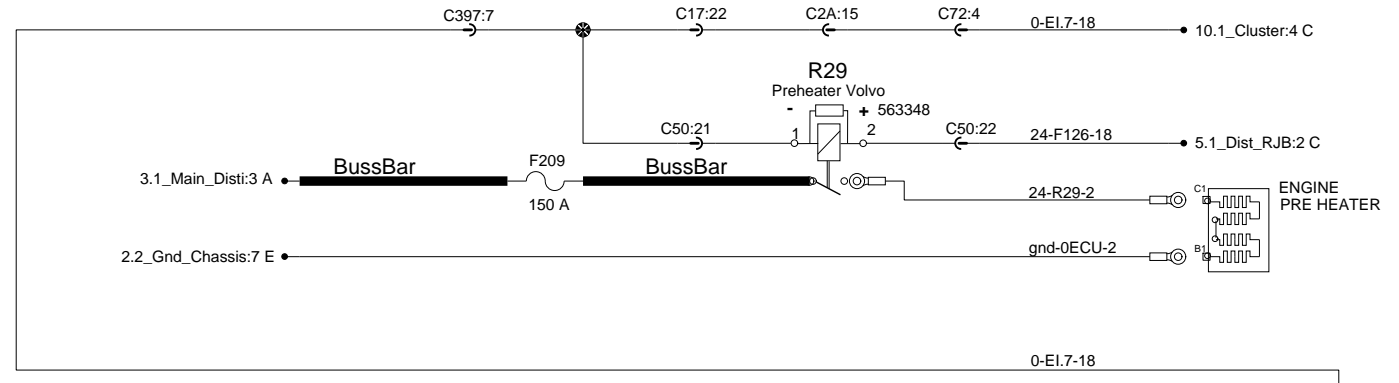 C397:7 C17:22 C2A:15 C72:4
0-EI.7-18
10.1_Cluster:4 C
R29
Preheater Volvo
- + 563348
C50:21 1 2 C50:22 24-F126-18 5.1_Dist_RJB:2 C
BussBar F209 BussBar
3.1_Main_Disti:3 A
150 A
24-R29-2 C1 ENGINE
PRE HEATER
gnd-0ECU-2 B1
2.2_Gnd_Chassis:7 E
0-EI.7-18